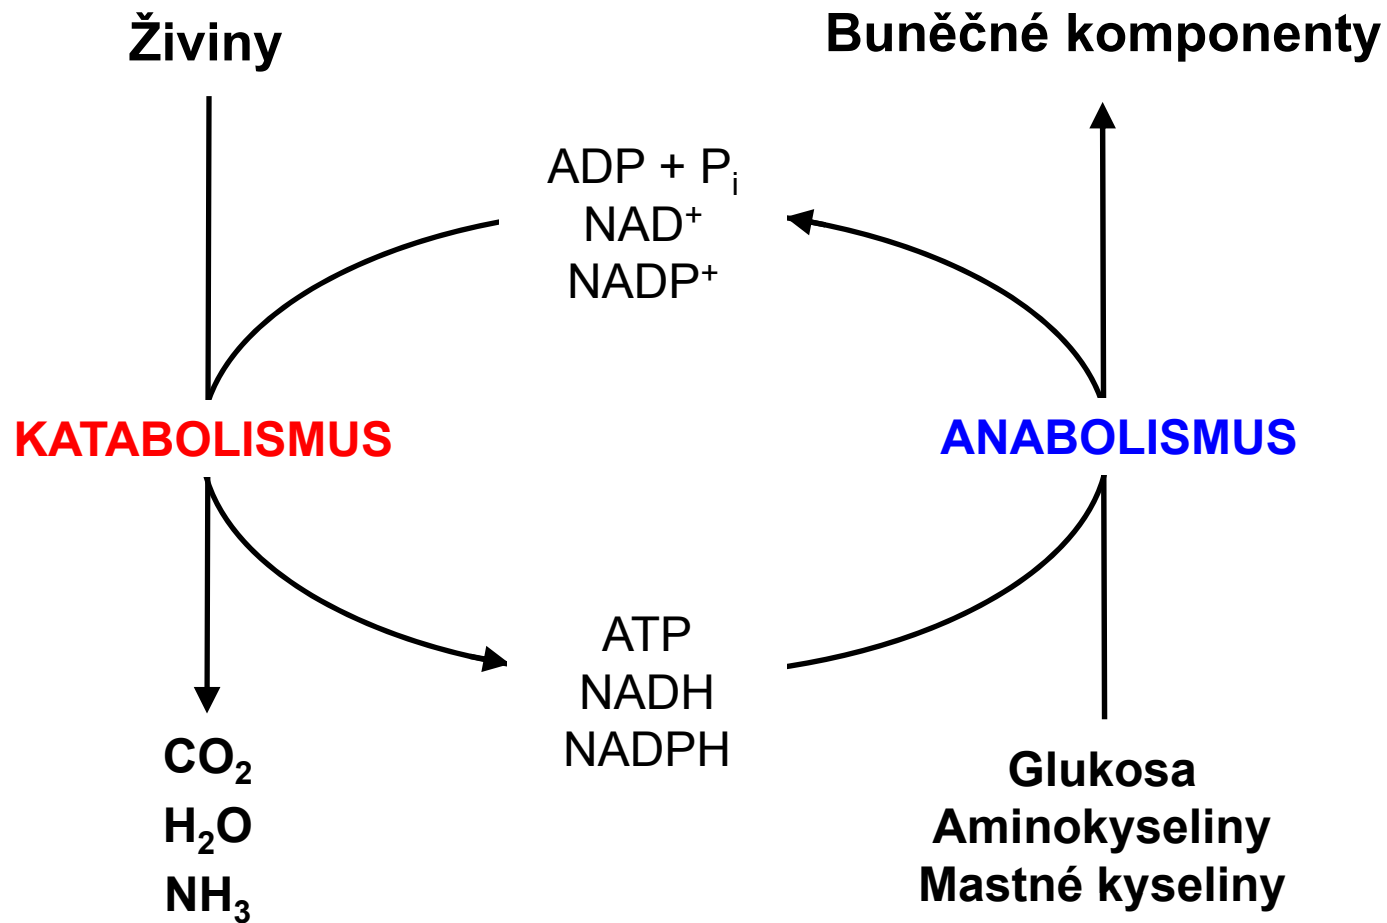 Živiny
Buněčné komponenty
ADP + Pᵢ
NAD⁺
NADP⁺
KATABOLISMUS
ANABOLISMUS
ATP
NADH
NADPH
CO₂
H₂O
NH₃
Glukosa
Aminokyseliny
Mastné kyseliny